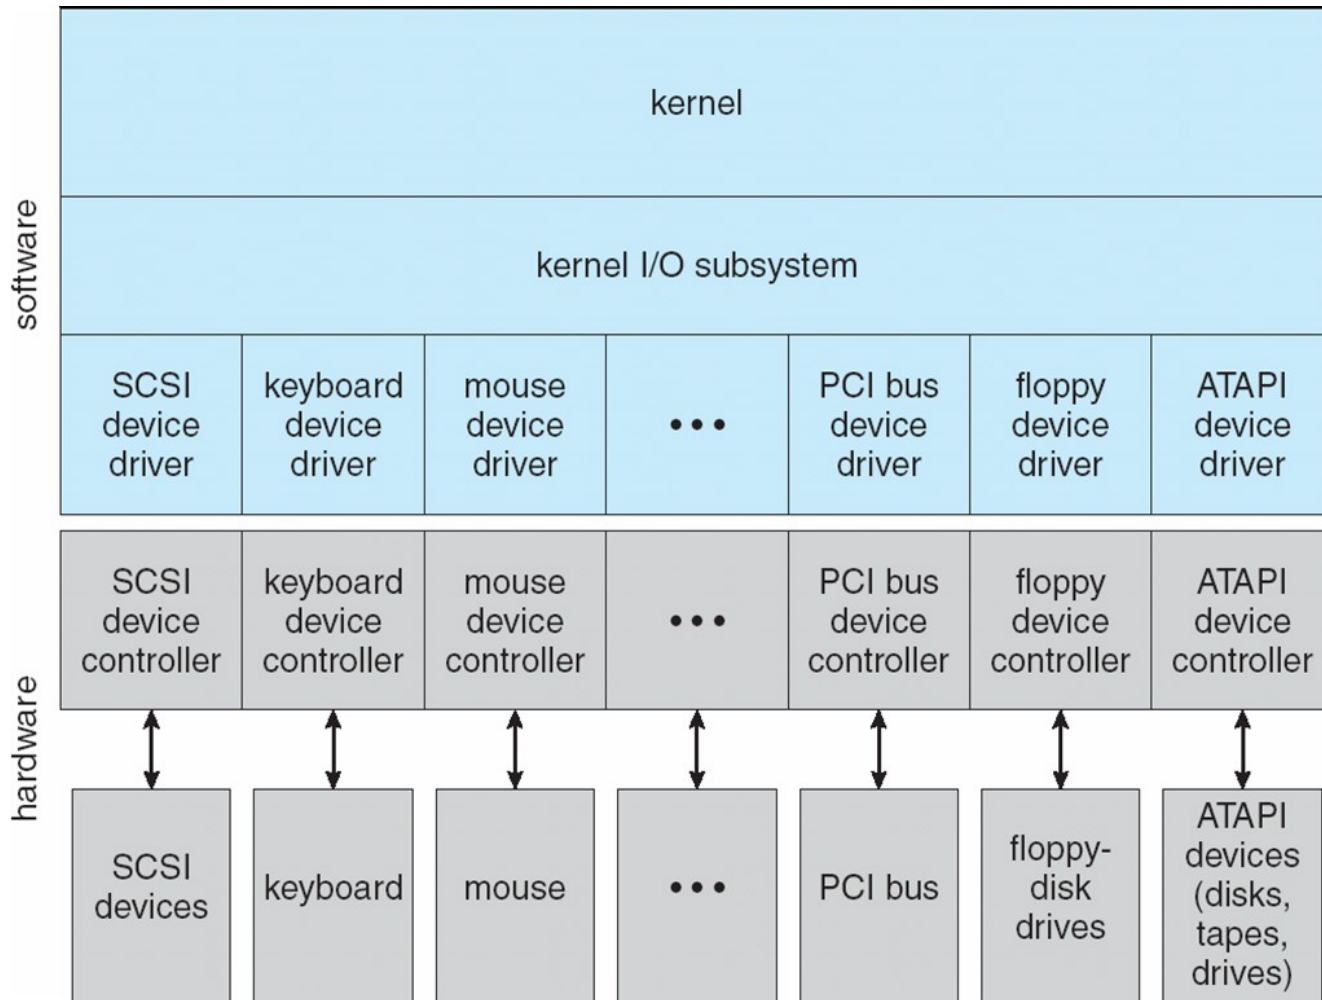 kernel
kernel I/O subsystem
SCSI
device
driver
keyboard
device
driver
mouse
device
driver
•••
PCI bus
device
driver
floppy
device
driver
ATAPI
device
driver
SCSI
device
controller
keyboard
device
controller
mouse
device
controller
•••
PCI bus
device
controller
floppy
device
controller
ATAPI
device
controller
SCSI
devices
keyboard
mouse
•••
PCI bus
floppy-
disk
drives
ATAPI
devices
(disks,
tapes,
drives)
software
hardware